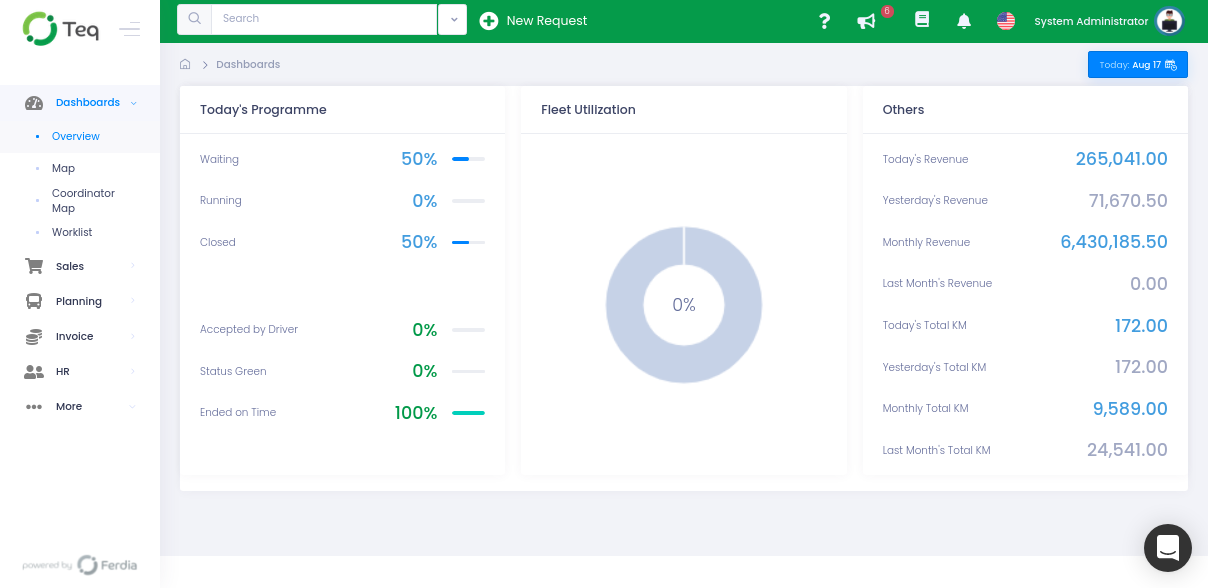 Teq
Search
New Request
6
System Administrator
Dashboards
Today: Aug 17
Dashboards
Overview
Map
Coordinator
Map
Worklist
Sales
Planning
Invoice
HR
More
powered by Ferdia
Today's Programme
Waiting 50%
Running 0%
Closed 50%
Accepted by Driver 0%
Status Green 0%
Ended on Time 100%
Fleet Utilization
0%
Others
Today's Revenue 265,041.00
Yesterday's Revenue 71,670.50
Monthly Revenue 6,430,185.50
Last Month's Revenue 0.00
Today's Total KM 172.00
Yesterday's Total KM 172.00
Monthly Total KM 9,589.00
Last Month's Total KM 24,541.00